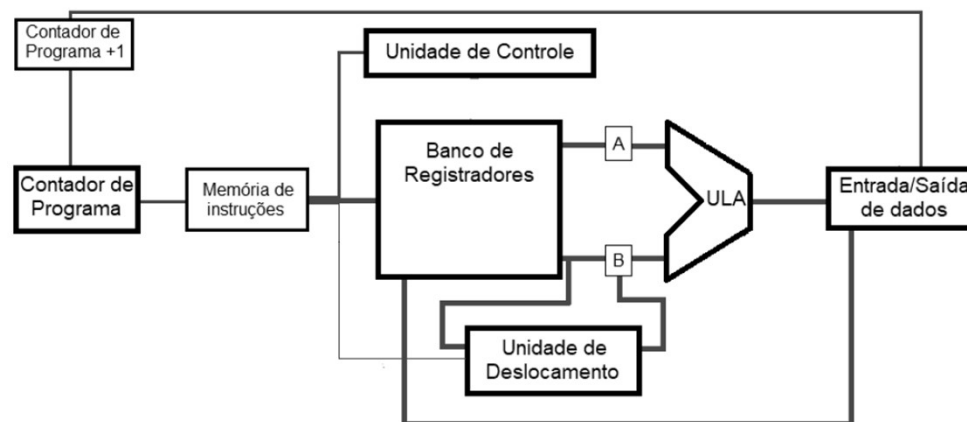 Contador de
Programa +1
Unidade de Controle
Banco de
Registradores
A
Contador de
Programa
Memória de
instruções
ULA
Entrada/Saída
de dados
B
Unidade de
Deslocamento